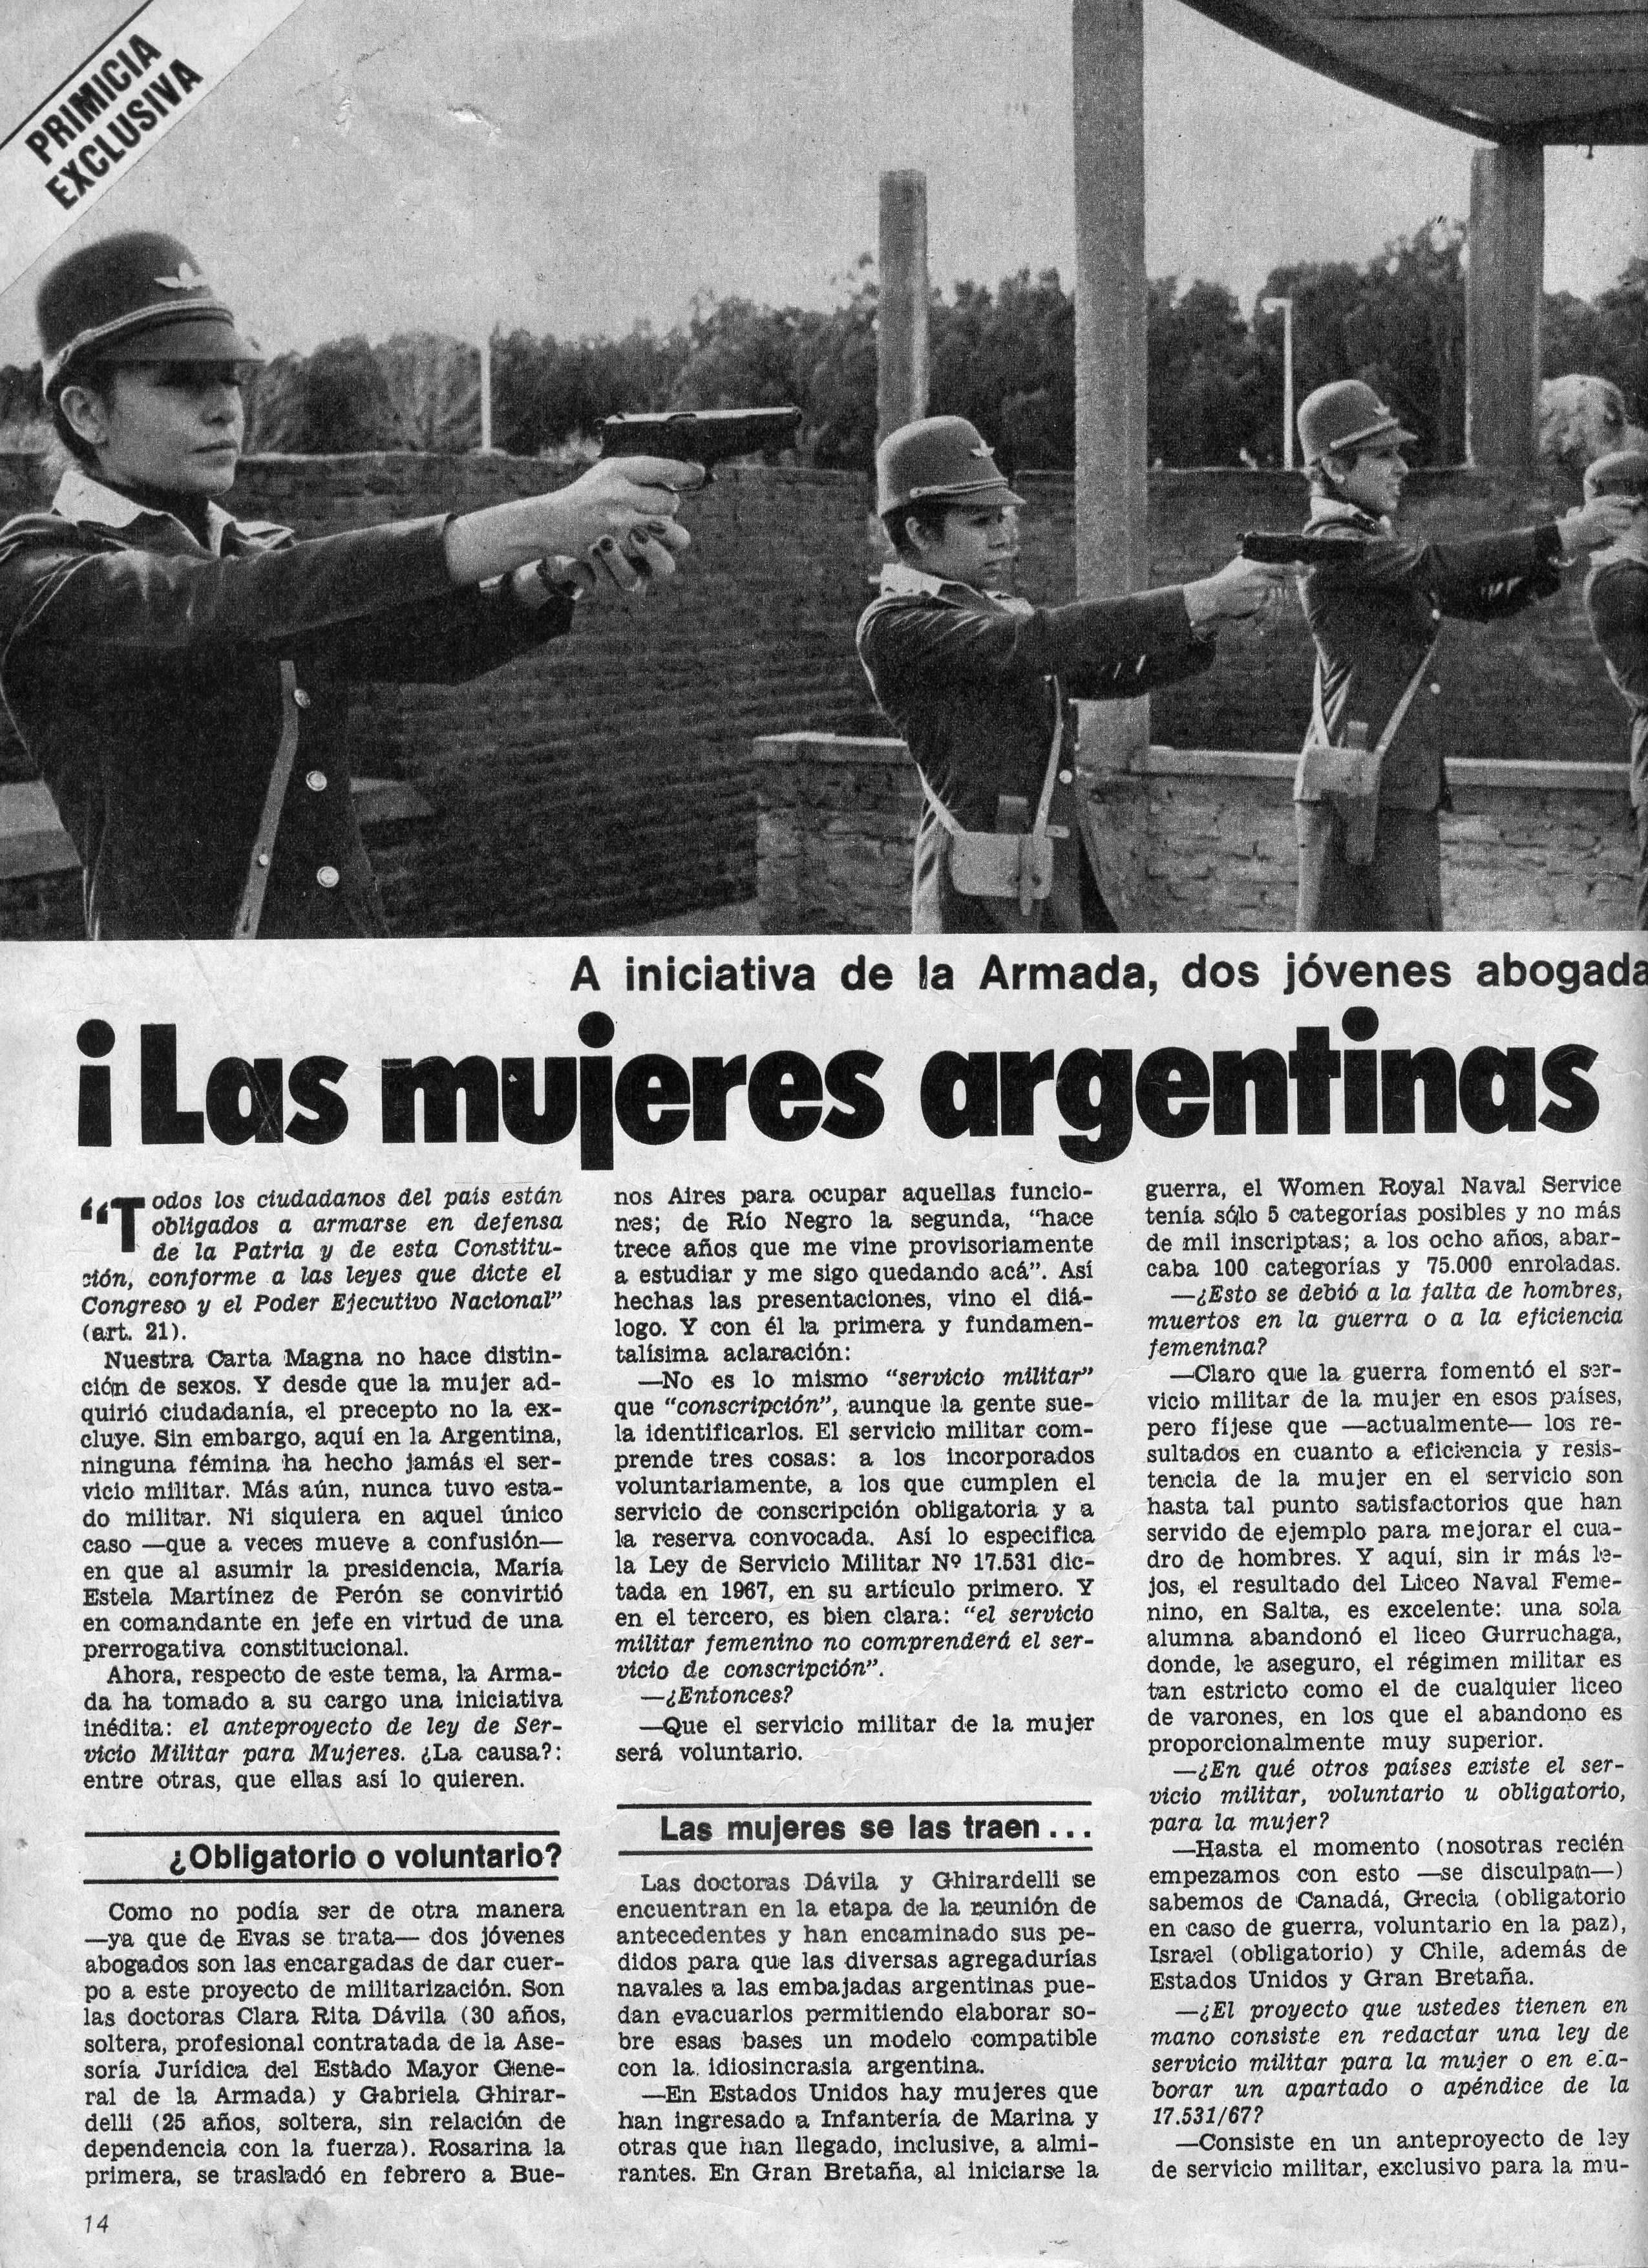 PRIMICIA
EXCLUSIVA
A iniciativa de la Armada, dos jóvenes abogada
¡Las mujeres argentinas
“Todos los ciudadanos del país están
obligados a armarse en defensa
de la Patria y de esta Constitu-
ción, conforme a las leyes que dicte el
Congreso y el Poder Ejecutivo Nacional”
(art. 21).
Nuestra Carta Magna no hace distin-
ción de sexos. Y desde que la mujer ad-
quirió ciudadanía, el precepto no la ex-
cluye. Sin embargo, aquí en la Argentina,
ninguna fémina ha hecho jamás el ser-
vicio militar. Más aún, nunca tuvo esta-
do militar. Ni siquiera en aquel único
caso —que a veces mueve a confusión—
en que al asumir la presidencia, María
Estela Martínez de Perón se convirtió
en comandante en jefe en virtud de una
prerrogativa constitucional.
Ahora, respecto de este tema, la Arma-
da ha tomado a su cargo una iniciativa
inédita: el anteproyecto de ley de Ser-
vicio Militar para Mujeres. ¿La causa?:
entre otras, que ellas así lo quieren.
¿Obligatorio o voluntario?
Como no podía ser de otra manera
—ya que de Evas se trata— dos jóvenes
abogados son las encargadas de dar cuer-
po a este proyecto de militarización. Son
las doctoras Clara Rita Dávila (30 años,
soltera, profesional contratada de la Ase-
soría Jurídica del Estado Mayor Gene-
ral de la Armada) y Gabriela Ghirar-
delli (25 años, soltera, sin relación de
dependencia con la fuerza). Rosarina la
primera, se trasladó en febrero a Bue-
nos Aires para ocupar aquellas funcio-
nes; de Río Negro la segunda, “hace
trece años que me vine provisoriamente
a estudiar y me sigo quedando acá”. Así
hechas las presentaciones, vino el diá-
logo. Y con él la primera y fundamen-
talísima aclaración:
—No es lo mismo “servicio militar”
que “conscripción”, aunque la gente sue-
la identificarlos. El servicio militar com-
prende tres cosas: a los incorporados
voluntariamente, a los que cumplen el
servicio de conscripción obligatoria y a
la reserva convocada. Así lo especifica
la Ley de Servicio Militar Nº 17.531 dic-
tada en 1967, en su artículo primero. Y
en el tercero, es bien clara: “el servicio
militar femenino no comprenderá el ser-
vicio de conscripción”.
—¿Entonces?
—Que el servicio militar de la mujer
será voluntario.
Las mujeres se las traen...
Las doctoras Dávila y Ghirardelli se
encuentran en la etapa de la reunión de
antecedentes y han encaminado sus pe-
didos para que las diversas agregadurías
navales a las embajadas argentinas pue-
dan evacuarlos permitiendo elaborar so-
bre esas bases un modelo compatible
con la idiosincrasia argentina.
—En Estados Unidos hay mujeres que
han ingresado a Infantería de Marina y
otras que han llegado, inclusive, a almi-
rantes. En Gran Bretaña, al iniciarse la
guerra, el Women Royal Naval Service
tenía sólo 5 categorías posibles y no más
de mil inscriptas; a los ocho años, abar-
caba 100 categorías y 75.000 enroladas.
—¿Esto se debió a la falta de hombres,
muertos en la guerra o a la eficiencia
femenina?
—Claro que la guerra fomentó el ser-
vicio militar de la mujer en esos países,
pero fíjese que —actualmente— los re-
sultados en cuanto a eficiencia y resis-
tencia de la mujer en el servicio son
hasta tal punto satisfactorios que han
servido de ejemplo para mejorar el cua-
dro de hombres. Y aquí, sin ir más le-
jos, el resultado del Liceo Naval Feme-
nino, en Salta, es excelente: una sola
alumna abandonó el liceo Gurruchaga,
donde, le aseguro, el régimen militar es
tan estricto como el de cualquier liceo
de varones, en los que el abandono es
proporcionalmente muy superior.
—¿En qué otros países existe el ser-
vicio militar, voluntario u obligatorio,
para la mujer?
—Hasta el momento (nosotras recién
empezamos con esto —se disculpan—)
sabemos de Canadá, Grecia (obligatorio
en caso de guerra, voluntario en la paz),
Israel (obligatorio) y Chile, además de
Estados Unidos y Gran Bretaña.
—¿El proyecto que ustedes tienen en
mano consiste en redactar una ley de
servicio militar para la mujer o en ela-
borar un apartado o apéndice de la
17.531/67?
—Consiste en un anteproyecto de ley
de servicio militar, exclusivo para la mu-
14